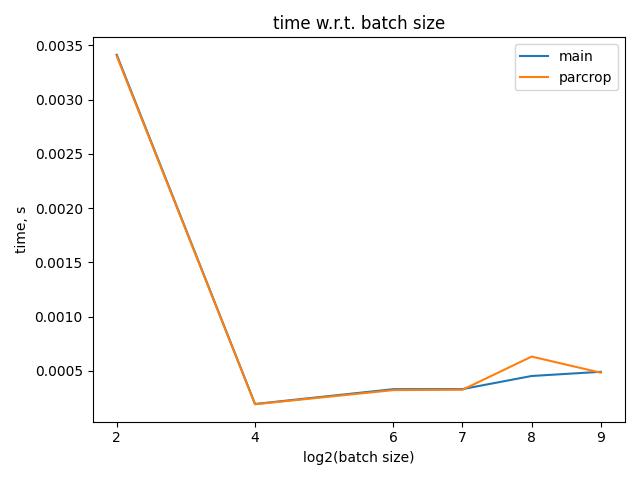 time w.r.t. batch size
main
parcrop
time, s
0.0035
0.0030
0.0025
0.0020
0.0015
0.0010
0.0005
2 4 6 7 8 9
log2(batch size)